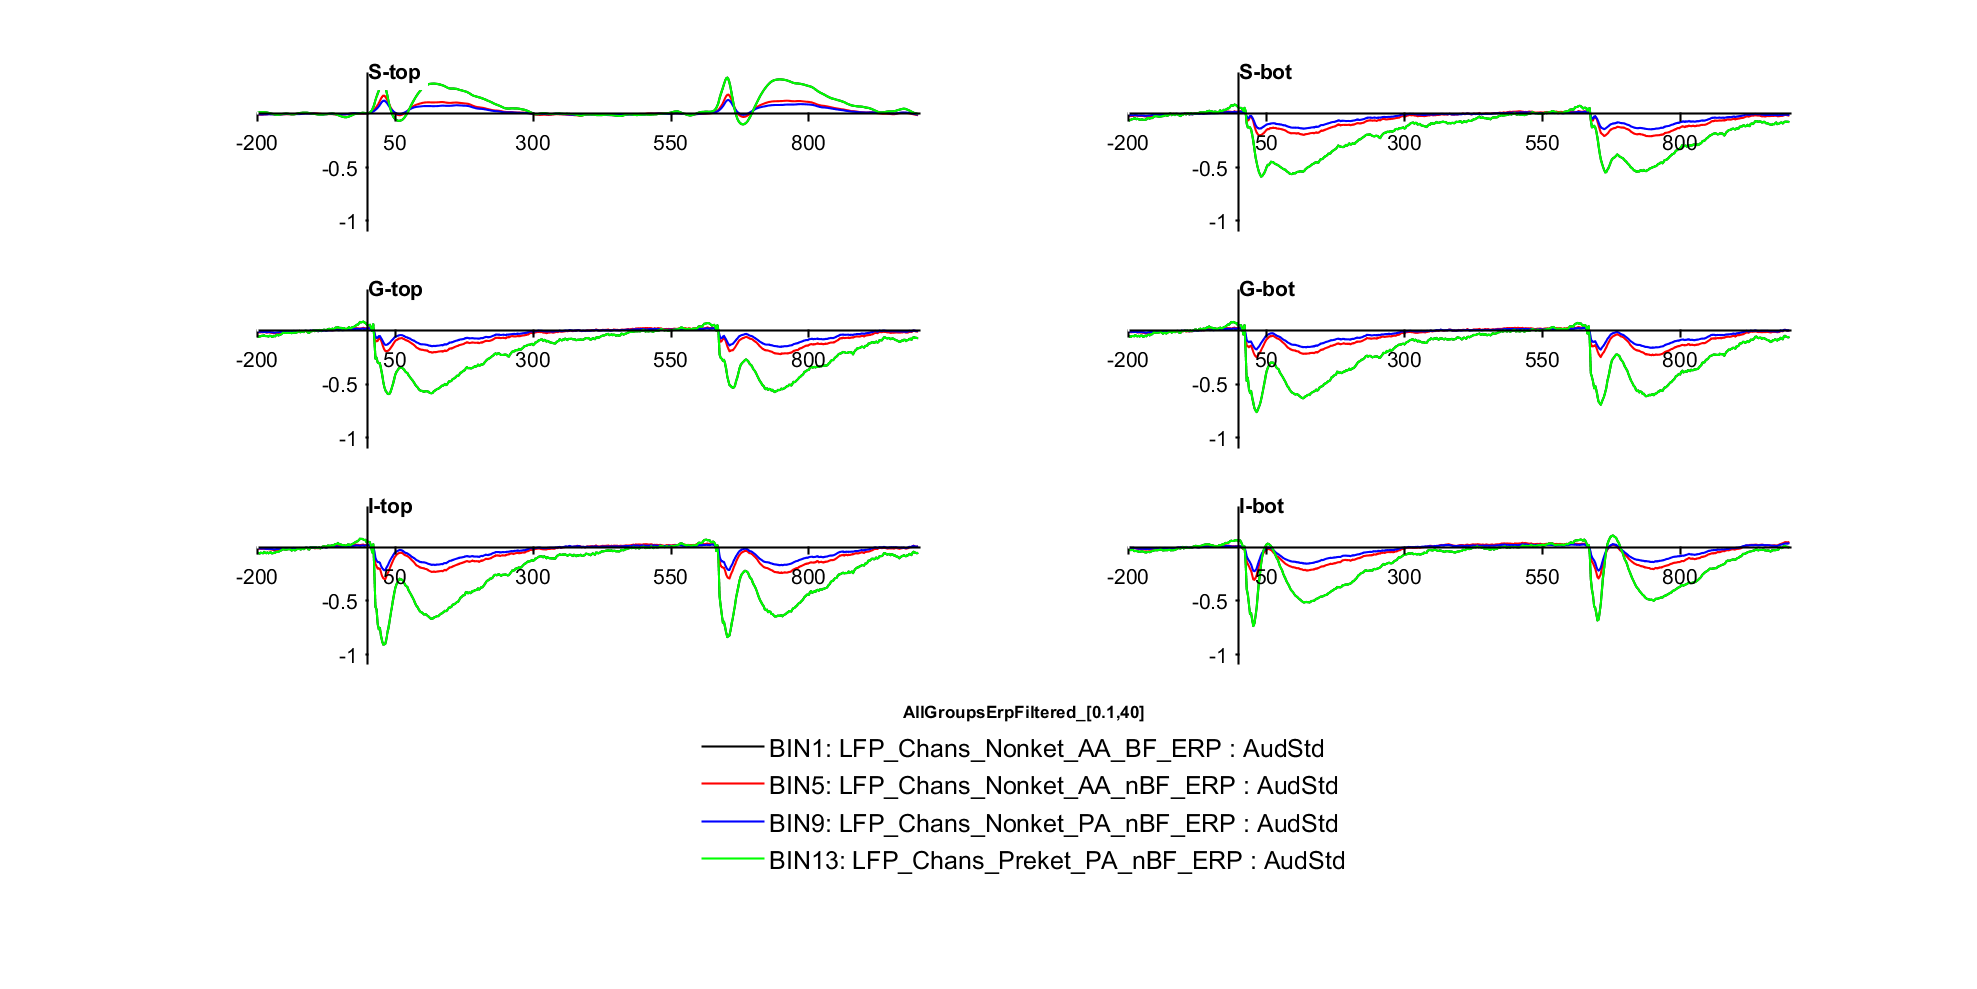 S-top
-200 50 300 550 800
-0.5
-1
S-bot
-200 50 300 550 800
-0.5
-1
G-top
-200 50 300 550 800
-0.5
-1
G-bot
-200 50 300 550 800
-0.5
-1
I-top
-200 50 300 550 800
-0.5
-1
I-bot
-200 50 300 550 800
-0.5
-1
AllGroupsErpFiltered_[0.1,40]
BIN1: LFP_Chans_Nonket_AA_BF_ERP : AudStd
BIN5: LFP_Chans_Nonket_AA_nBF_ERP : AudStd
BIN9: LFP_Chans_Nonket_PA_nBF_ERP : AudStd
BIN13: LFP_Chans_Preket_PA_nBF_ERP : AudStd